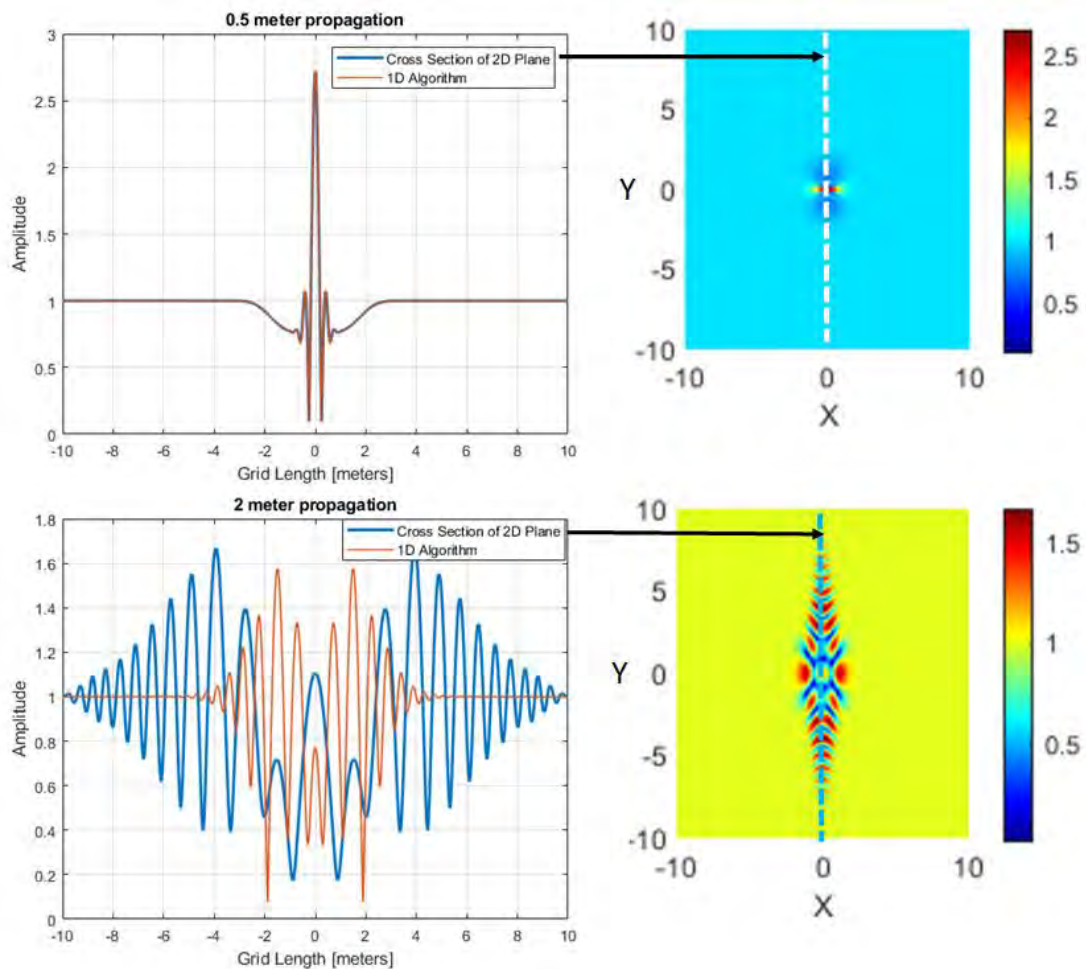 0.5 meter propagation
3
2.5
2
1.5
1
0.5
0
Amplitude
Cross Section of 2D Plane
1D Algorithm
-10 -8 -6 -4 -2 0 2 4 6 8 10
Grid Length [meters]
10
5
0
-5
-10
Y
-10 0 10
X
2.5
2
1.5
1
0.5
2 meter propagation
1.8
1.6
1.4
1.2
1
0.8
0.6
0.4
0.2
0
Amplitude
Cross Section of 2D Plane
1D Algorithm
-10 -8 -6 -4 -2 0 2 4 6 8 10
Grid Length [meters]
10
5
0
-5
-10
Y
-10 0 10
X
1.5
1
0.5